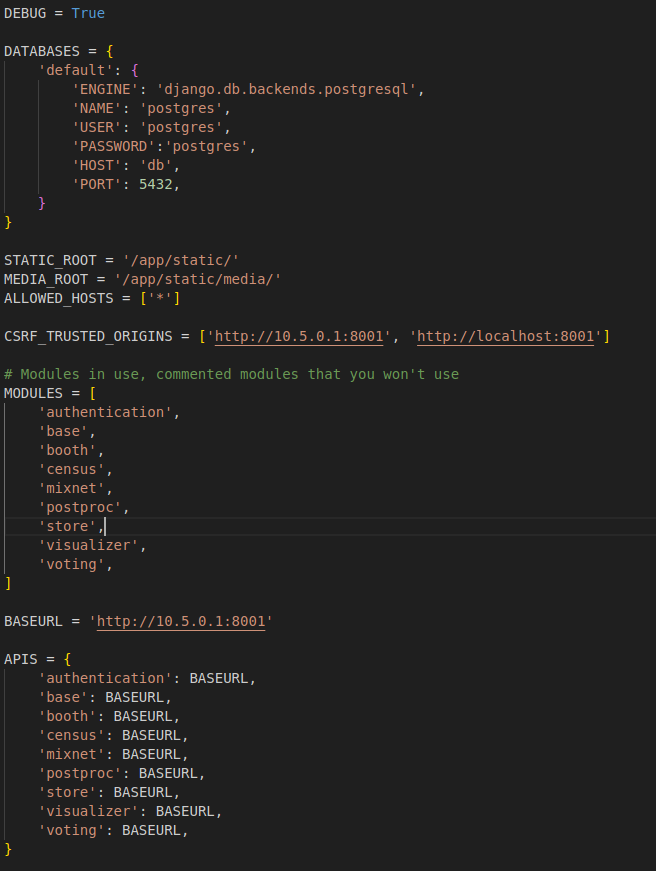 DEBUG = True
DATABASES = {
'default': {
'ENGINE': 'django.db.backends.postgresql',
'NAME': 'postgres',
'USER': 'postgres',
'PASSWORD':'postgres',
'HOST': 'db',
'PORT': 5432,
}
}
STATIC_ROOT = '/app/static/'
MEDIA_ROOT = '/app/static/media/'
ALLOWED_HOSTS = ['*']
CSRF_TRUSTED_ORIGINS = ['http://10.5.0.1:8001', 'http://localhost:8001']
# Modules in use, commented modules that you won't use
MODULES = [
'authentication',
'base',
'booth',
'census',
'mixnet',
'postproc',
'store',
'visualizer',
'voting',
]
BASEURL = 'http://10.5.0.1:8001'
APIS = {
'authentication': BASEURL,
'base': BASEURL,
'booth': BASEURL,
'census': BASEURL,
'mixnet': BASEURL,
'postproc': BASEURL,
'store': BASEURL,
'visualizer': BASEURL,
'voting': BASEURL,
}